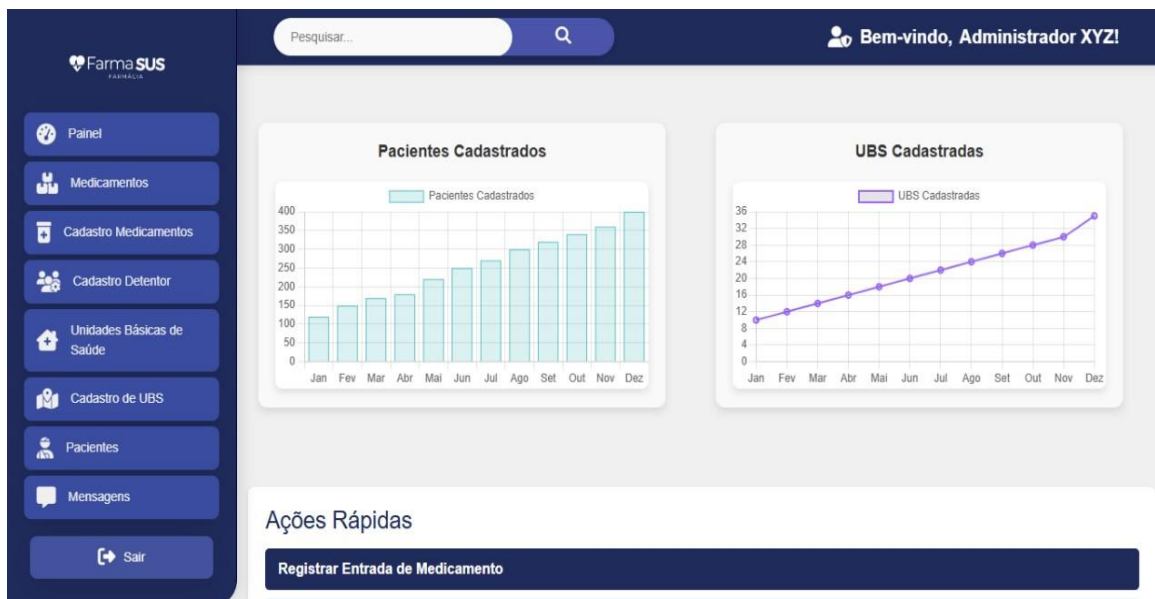 FarmaSUS
FARMÁLIA
Pesquisar...
Bem-vindo, Administrador XYZ!
Painel
Medicamentos
Cadastro Medicamentos
Cadastro Detentor
Unidades Básicas de
Saúde
Cadastro de UBS
Pacientes
Mensagens
Sair
Pacientes Cadastrados
Pacientes Cadastrados
400
350
300
250
200
150
100
50
0
Jan Fev Mar Abr Mai Jun Jul Ago Set Out Nov Dez
UBS Cadastradas
UBS Cadastradas
36
32
28
24
20
16
12
8
4
0
Jan Fev Mar Abr Mai Jun Jul Ago Set Out Nov Dez
Ações Rápidas
Registrar Entrada de Medicamento